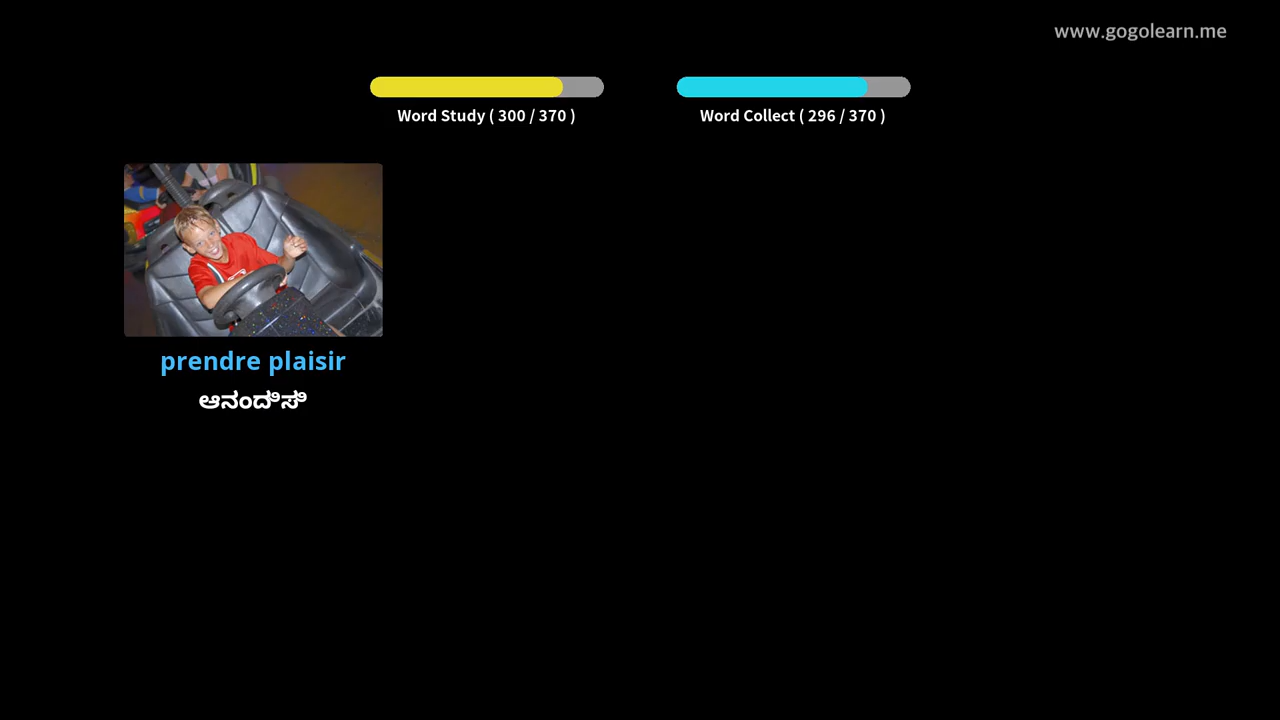 www.gogolearn.me
Word Study ( 300 / 370 )
Word Collect ( 296 / 370 )
prendre plaisir
ಆನಂದಿಸಿ